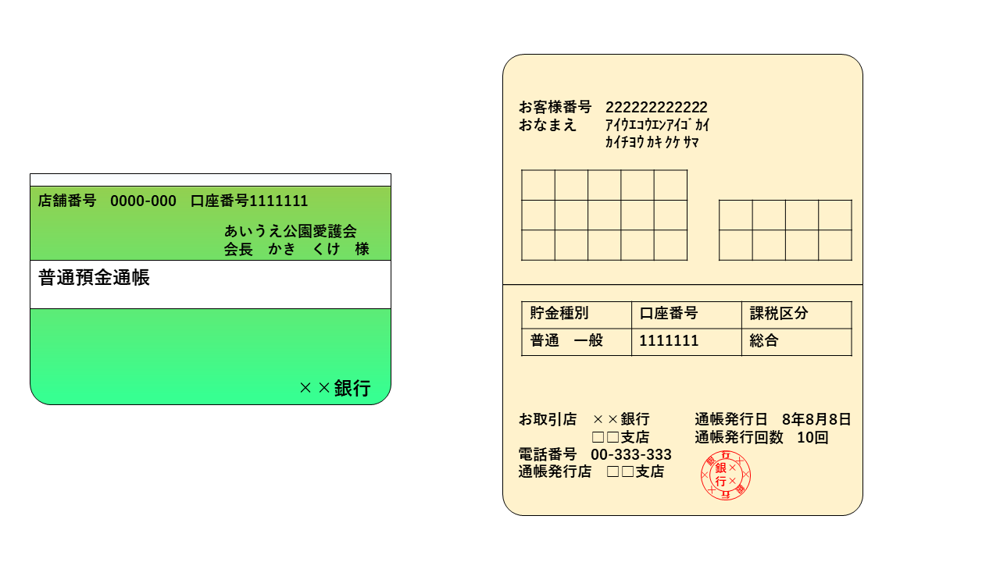 店舗番号　0000-000　口座番号1111111
あいうえ公園愛護会
会長　かき　くけ　様
普通預金通帳
××銀行
お客様番号　222222222222
おなまえ　　ｱｲｳｴｺｳｴﾝｱｲｺﾞｶｲ
ｶｲﾁﾖｳ ｶｷ ｸｹ ｻﾏ
貯金種別　口座番号　課税区分
普通　一般　1111111　総合
お取引店　××銀行　通帳発行日　8年8月8日
□□支店　通帳発行回数　10回
電話番号　00-333-333
通帳発行店　□□支店
××銀行××銀行
××
銀行